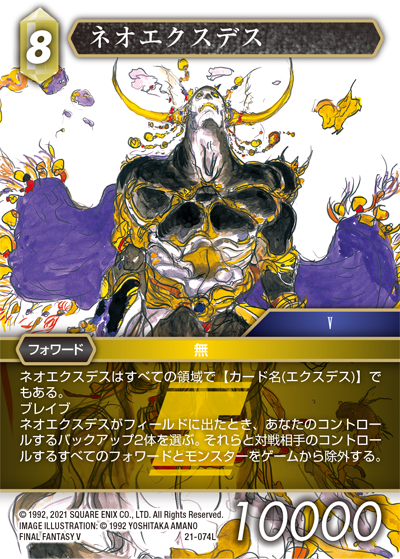 8
ネオエクスデス
V
フォワード
無
ネオエクスデスはすべての領域で【カード名(エクスデス)】で
もある。
ブレイブ
ネオエクスデスがフィールドに出たとき、あなたのコントロー
ルするバックアップ2体を選ぶ。それらと対戦相手のコントロー
ルするすべてのフォワードとモンスターをゲームから除外する。
© 1992, 2021 SQUARE ENIX CO., LTD. All Rights Reserved.
IMAGE ILLUSTRATION: © 1992 YOSHITAKA AMANO
FINAL FANTASY V
21-074L
10000